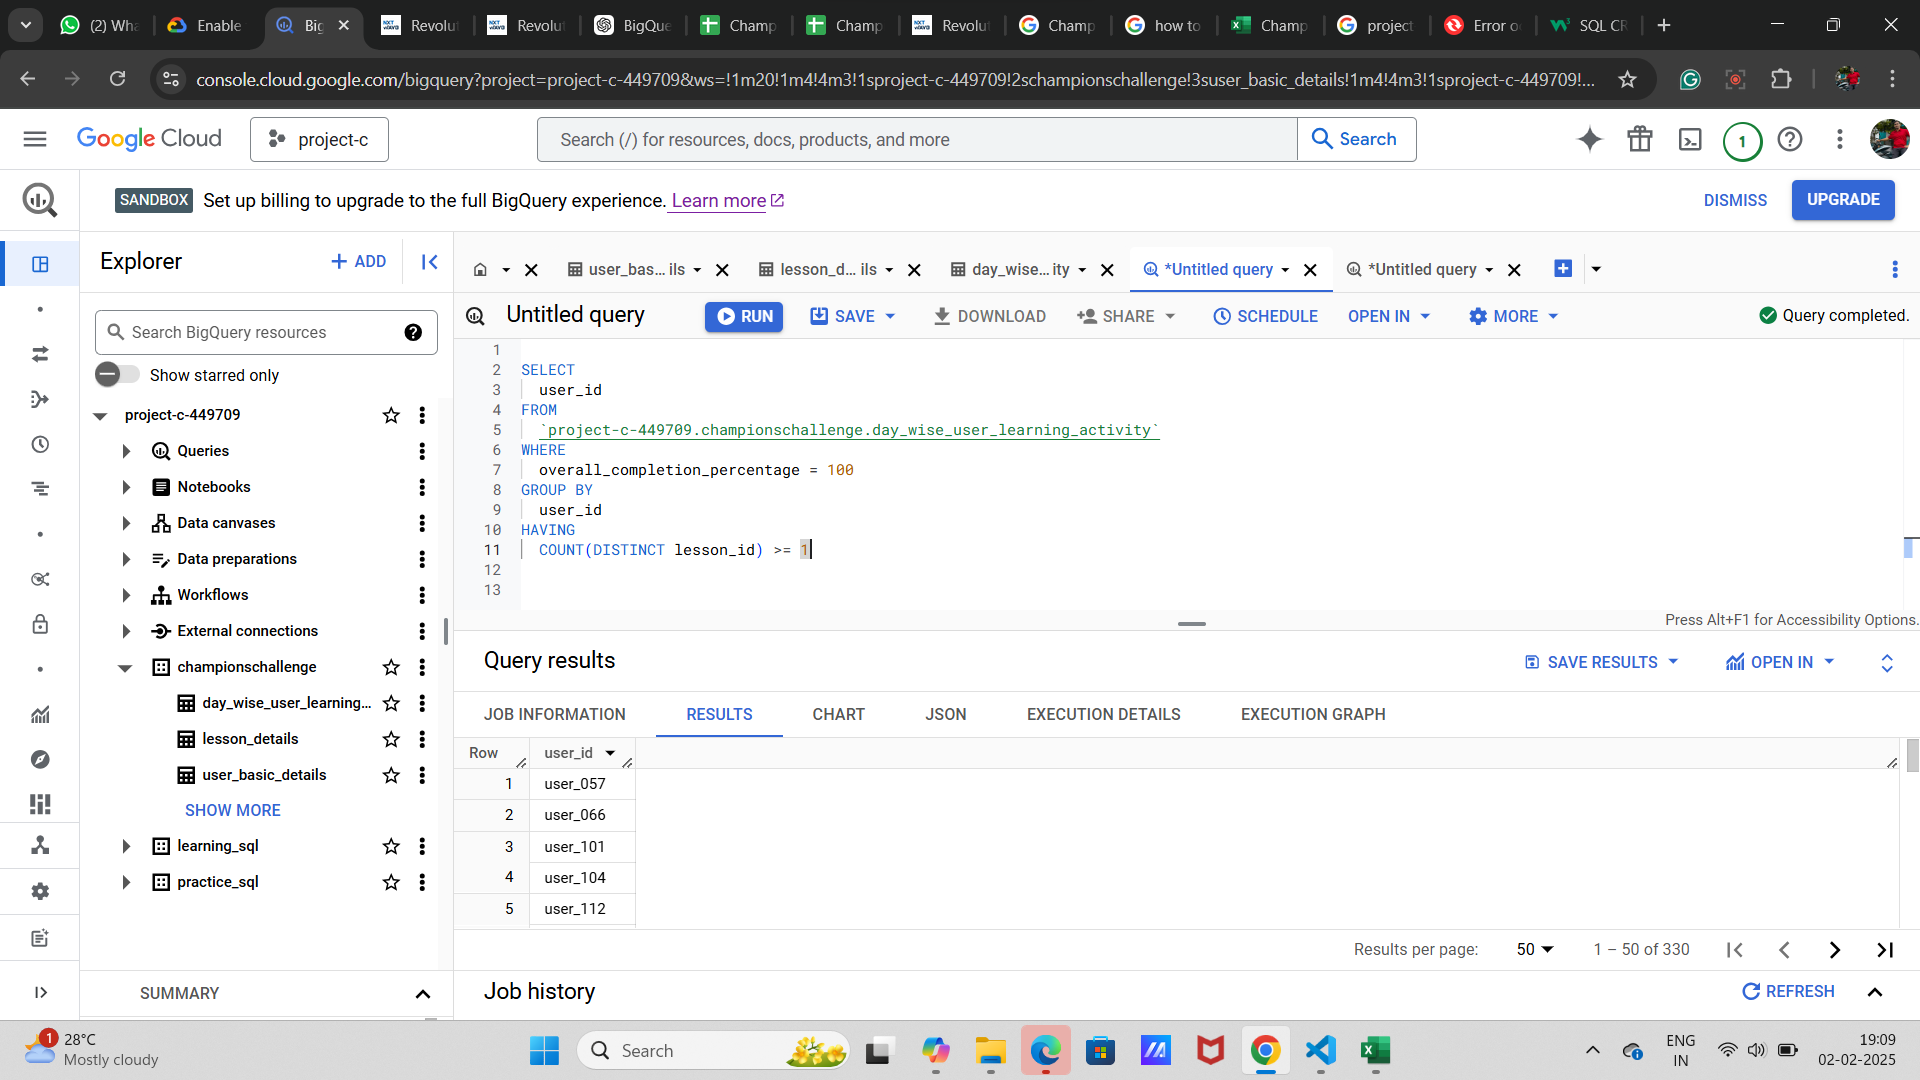 (2) Wha
Enable
Big
Revolut
Revolut
BigQue
Champ
Champ
Revolut
Champ
how to
Champ
project
Error o
SQL CR
console.cloud.google.com/bigquery?project=project-c-449709&ws=!1m20!1m4!4m3!1sproject-c-449709!2schampionschallenge!3suser_basic_details!1m4!4m3!1sproject-c-449709!...
Google Cloud
project-c
Search (/) for resources, docs, products, and more
Search
1
SANDBOX Set up billing to upgrade to the full BigQuery experience. Learn more
DISMISS
UPGRADE
Explorer
+ ADD
user_bas... ils
lesson_d... ils
day_wise... ity
*Untitled query
*Untitled query
Untitled query
RUN
SAVE
DOWNLOAD
SHARE
SCHEDULE
OPEN IN
MORE
Query completed.
Search BigQuery resources
Show starred only
project-c-449709
Queries
Notebooks
Data canvases
Data preparations
Workflows
External connections
championschallenge
day_wise_user_learning...
lesson_details
user_basic_details
SHOW MORE
learning_sql
practice_sql
SUMMARY
1
2 SELECT
3 user_id
4 FROM
5 `project-c-449709.championschallenge.day_wise_user_learning_activity`
6 WHERE
7 overall_completion_percentage = 100
8 GROUP BY
9 user_id
10 HAVING
11 COUNT(DISTINCT lesson_id) >= 1
12
13
Press Alt+F1 for Accessibility Options.
Query results
SAVE RESULTS
OPEN IN
JOB INFORMATION
RESULTS
CHART
JSON
EXECUTION DETAILS
EXECUTION GRAPH
Row user_id
1 user_057
2 user_066
3 user_101
4 user_104
5 user_112
Results per page: 50 1 – 50 of 330
Job history
REFRESH
1
28°C
Mostly cloudy
Search
ENG
IN
19:09
02-02-2025